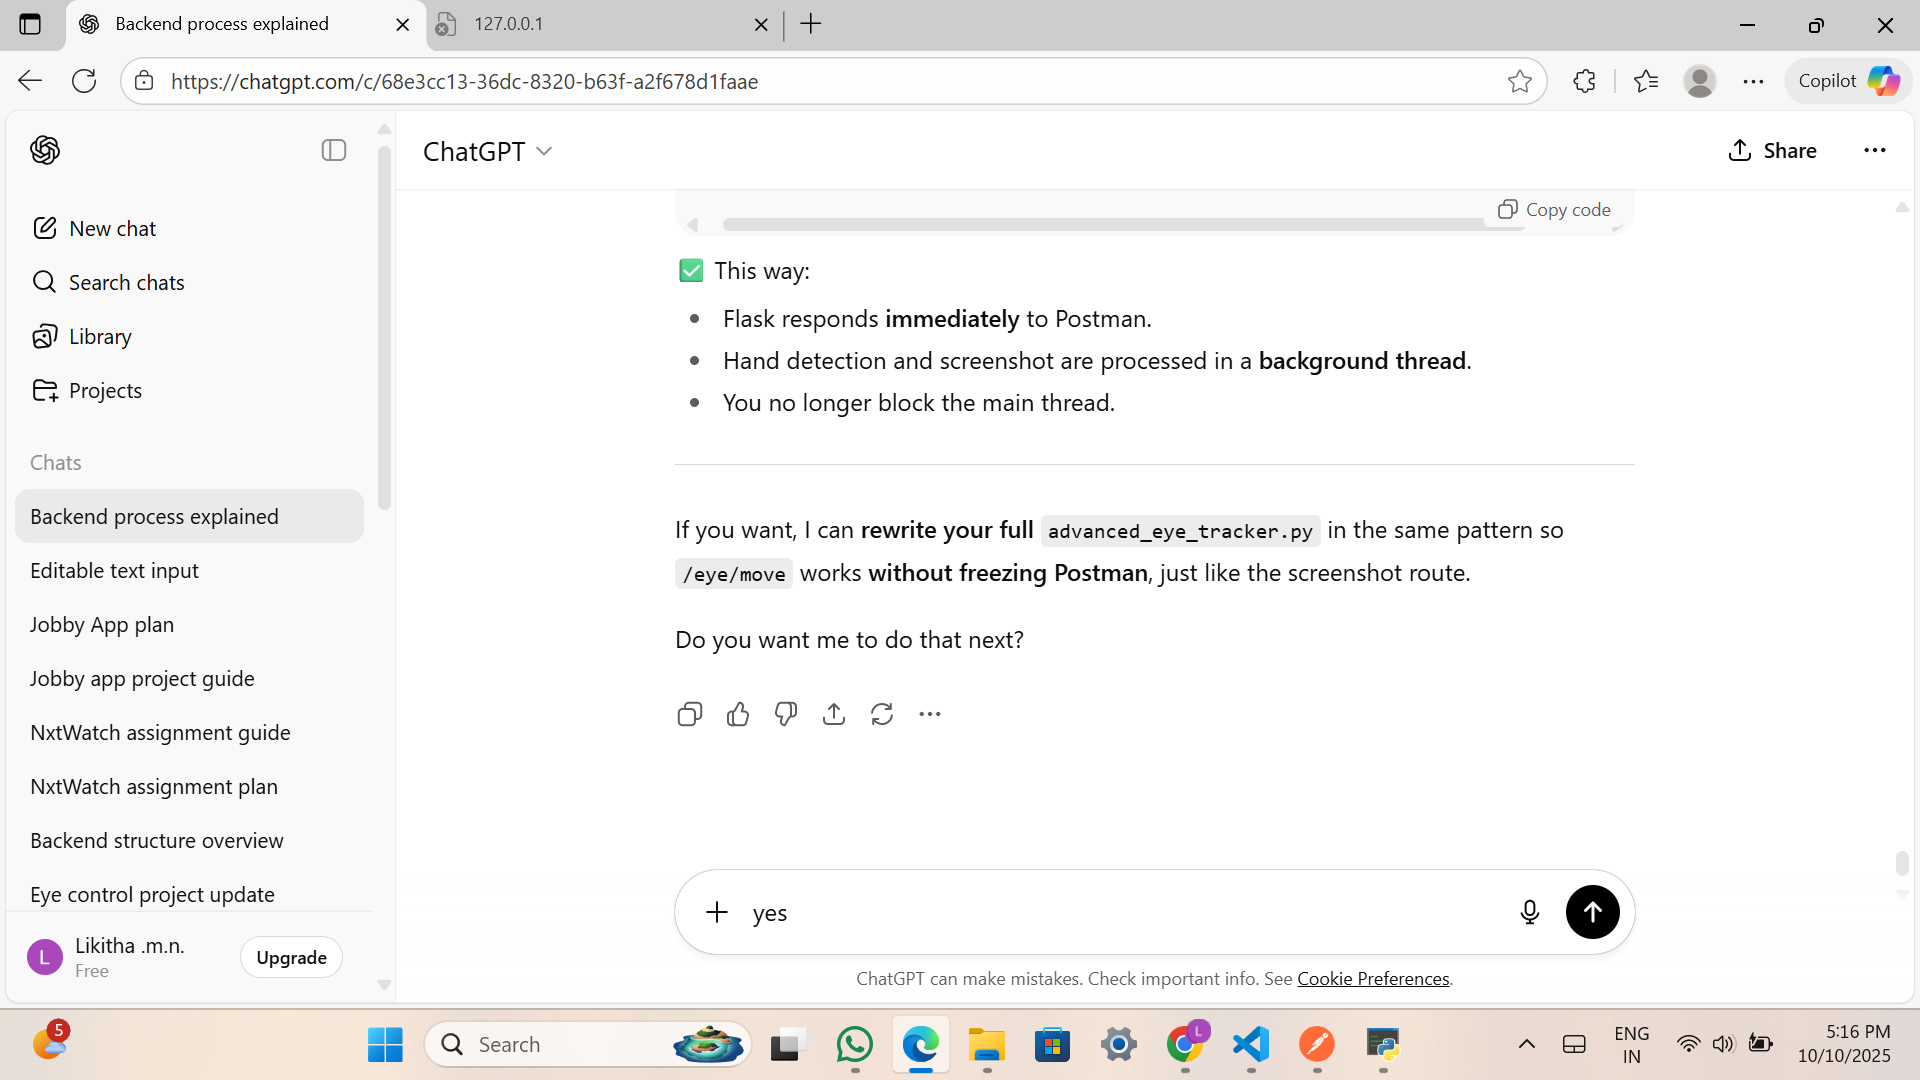 Backend process explained
127.0.0.1
https://chatgpt.com/c/68e3cc13-36dc-8320-b63f-a2f678d1faae
Copilot
ChatGPT
Share
New chat
Search chats
Library
Projects
Chats
Backend process explained
Editable text input
Jobby App plan
Jobby app project guide
NxtWatch assignment guide
NxtWatch assignment plan
Backend structure overview
Eye control project update
L
Likitha .m.n.
Free
Upgrade
Copy code
✅ This way:
• Flask responds immediately to Postman.
• Hand detection and screenshot are processed in a background thread.
• You no longer block the main thread.
If you want, I can rewrite your full advanced_eye_tracker.py in the same pattern so
/eye/move works without freezing Postman, just like the screenshot route.
Do you want me to do that next?
yes
ChatGPT can make mistakes. Check important info. See Cookie Preferences.
5
Search
L
ENG
IN
5:16 PM
10/10/2025